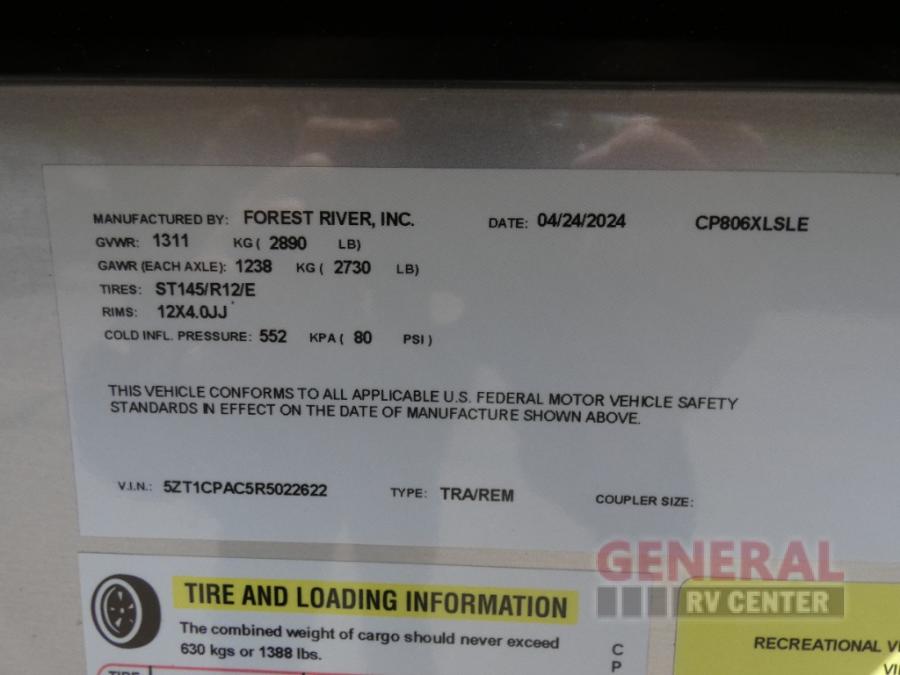 MANUFACTURED BY: FOREST RIVER, INC. DATE: 04/24/2024 CP806XLSLE
GVWR: 1311 KG ( 2890 LB)
GAWR (EACH AXLE): 1238 KG ( 2730 LB)
TIRES: ST145/R12/E
RIMS: 12X4.0JJ
COLD INFL. PRESSURE: 552 KPA ( 80 PSI )
THIS VEHICLE CONFORMS TO ALL APPLICABLE U.S. FEDERAL MOTOR VEHICLE SAFETY
STANDARDS IN EFFECT ON THE DATE OF MANUFACTURE SHOWN ABOVE.
V.I.N.: 5ZT1CPAC5R5022622 TYPE: TRA/REM COUPLER SIZE:
TIRE AND LOADING INFORMATION
The combined weight of cargo should never exceed
630 kgs or 1388 lbs.
C
P
TIRE
GENERAL
RV CENTER
RECREATIONAL V
VI